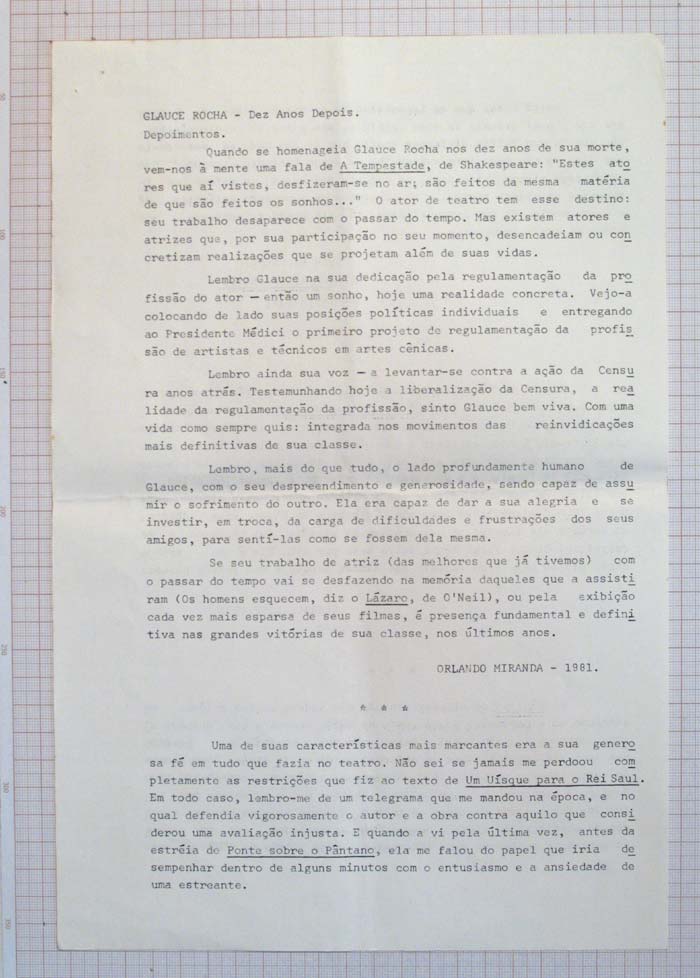 GLAUCE ROCHA - Dez Anos Depois.
Depoimentos.
Quando se homenageia Glauce Rocha nos dez anos de sua morte,
vem-nos à mente uma fala de A Tempestade, de Shakespeare: "Estes ato
res que aí vistes, desfizeram-se no ar; são feitos da mesma matéria
de que são feitos os sonhos..." O ator de teatro tem esse destino:
seu trabalho desaparece com o passar do tempo. Mas existem atores e
atrizes que, por sua participação no seu momento, desencadeiam ou con
cretizam realizações que se projetam além de suas vidas.
Lembro Glauce na sua dedicação pela regulamentação da pro
fissão do ator — então um sonho, hoje uma realidade concreta. Vejo-a
colocando de lado suas posições políticas individuais e entregando
ao Presidente Médici o primeiro projeto de regulamentação da profis
são de artistas e técnicos em artes cênicas.
Lembro ainda sua voz — a levantar-se contra a ação da Censu
ra anos atrás. Testemunhando hoje a liberalização da Censura, a rea
lidade da regulamentação da profissão, sinto Glauce bem viva. Com uma
vida como sempre quis: integrada nos movimentos das reinvidicações
mais definitivas de sua classe.
Lembro, mais do que tudo, o lado profundamente humano de
Glauce, com o seu despreendimento e generosidade, sendo capaz de assu
mir o sofrimento do outro. Ela era capaz de dar a sua alegria e se
investir, em troca, da carga de dificuldades e frustrações dos seus
amigos, para sentí-las como se fossem dela mesma.
Se seu trabalho de atriz (das melhores que já tivemos) com
o passar do tempo vai se desfazendo na memória daqueles que a assisti
ram (Os homens esquecem, diz o Lázaro, de O'Neil), ou pela exibição
cada vez mais esparsa de seus filmes, é presença fundamental e defini
tiva nas grandes vitórias de sua classe, nos últimos anos.
ORLANDO MIRANDA - 1981.
* * *
Uma de suas características mais marcantes era a sua genero
sa fé em tudo que fazia no teatro. Não sei se jamais me perdoou com
pletamente as restrições que fiz ao texto de Um Uísque para o Rei Saul.
Em todo caso, lembro-me de um telegrama que me mandou na época, e no
qual defendia vigorosamente o autor e a obra contra aquilo que consi
derou uma avaliação injusta. E quando a vi pela última vez, antes da
estréia de Ponte sobre o Pântano, ela me falou do papel que iria de
sempenhar dentro de alguns minutos com o entusiasmo e a ansiedade de
uma estreante.